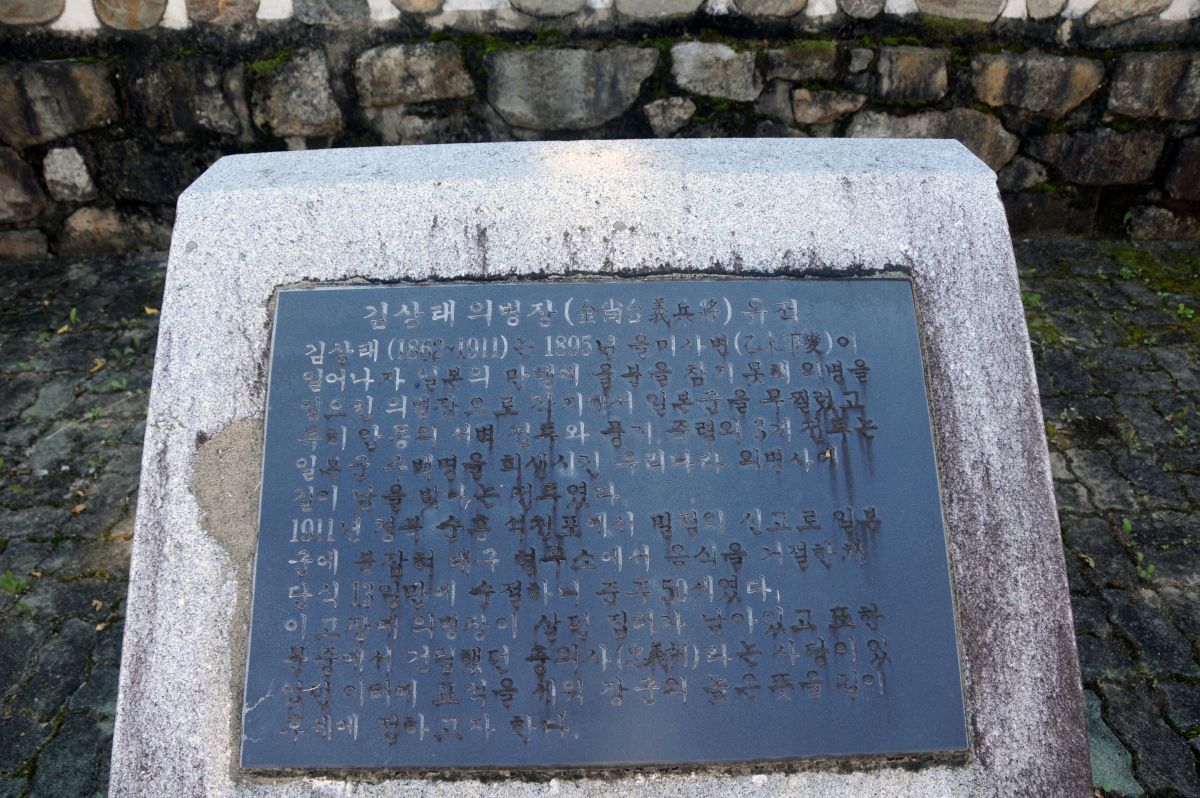 김상태 의병장(金尙台義兵將) 유적
김상태(1862~1911)는 1895년 을미사변(乙未事變)이
일어나자 일본의 만행에 울분을 참지 못해 의병을
일으킨 의병장으로 각지에서 일본군을 무찔렀고
특히 안동의 서벽 전투와 풍기, 죽령의 3개 전투는
일본군 수백명을 희생시킨 우리나라 의병사에
길이 남을 빛나는 전투였다.
1911년 경북 순흥 석천포에서 밀정의 신고로 일본
군에 붙잡혀 대구 형무소에서 음식을 거절한채
단식 13일만에 순절하니 춘추 50세였다.
이고장에 의병장이 살던 집터가 남아있고 또한
문중에서 건립했던 충의사(忠義祠)라는 사당이 있
었던 이터에 표석을 세워 장군의 높은뜻을 길이
후세에 전하고자 한다.